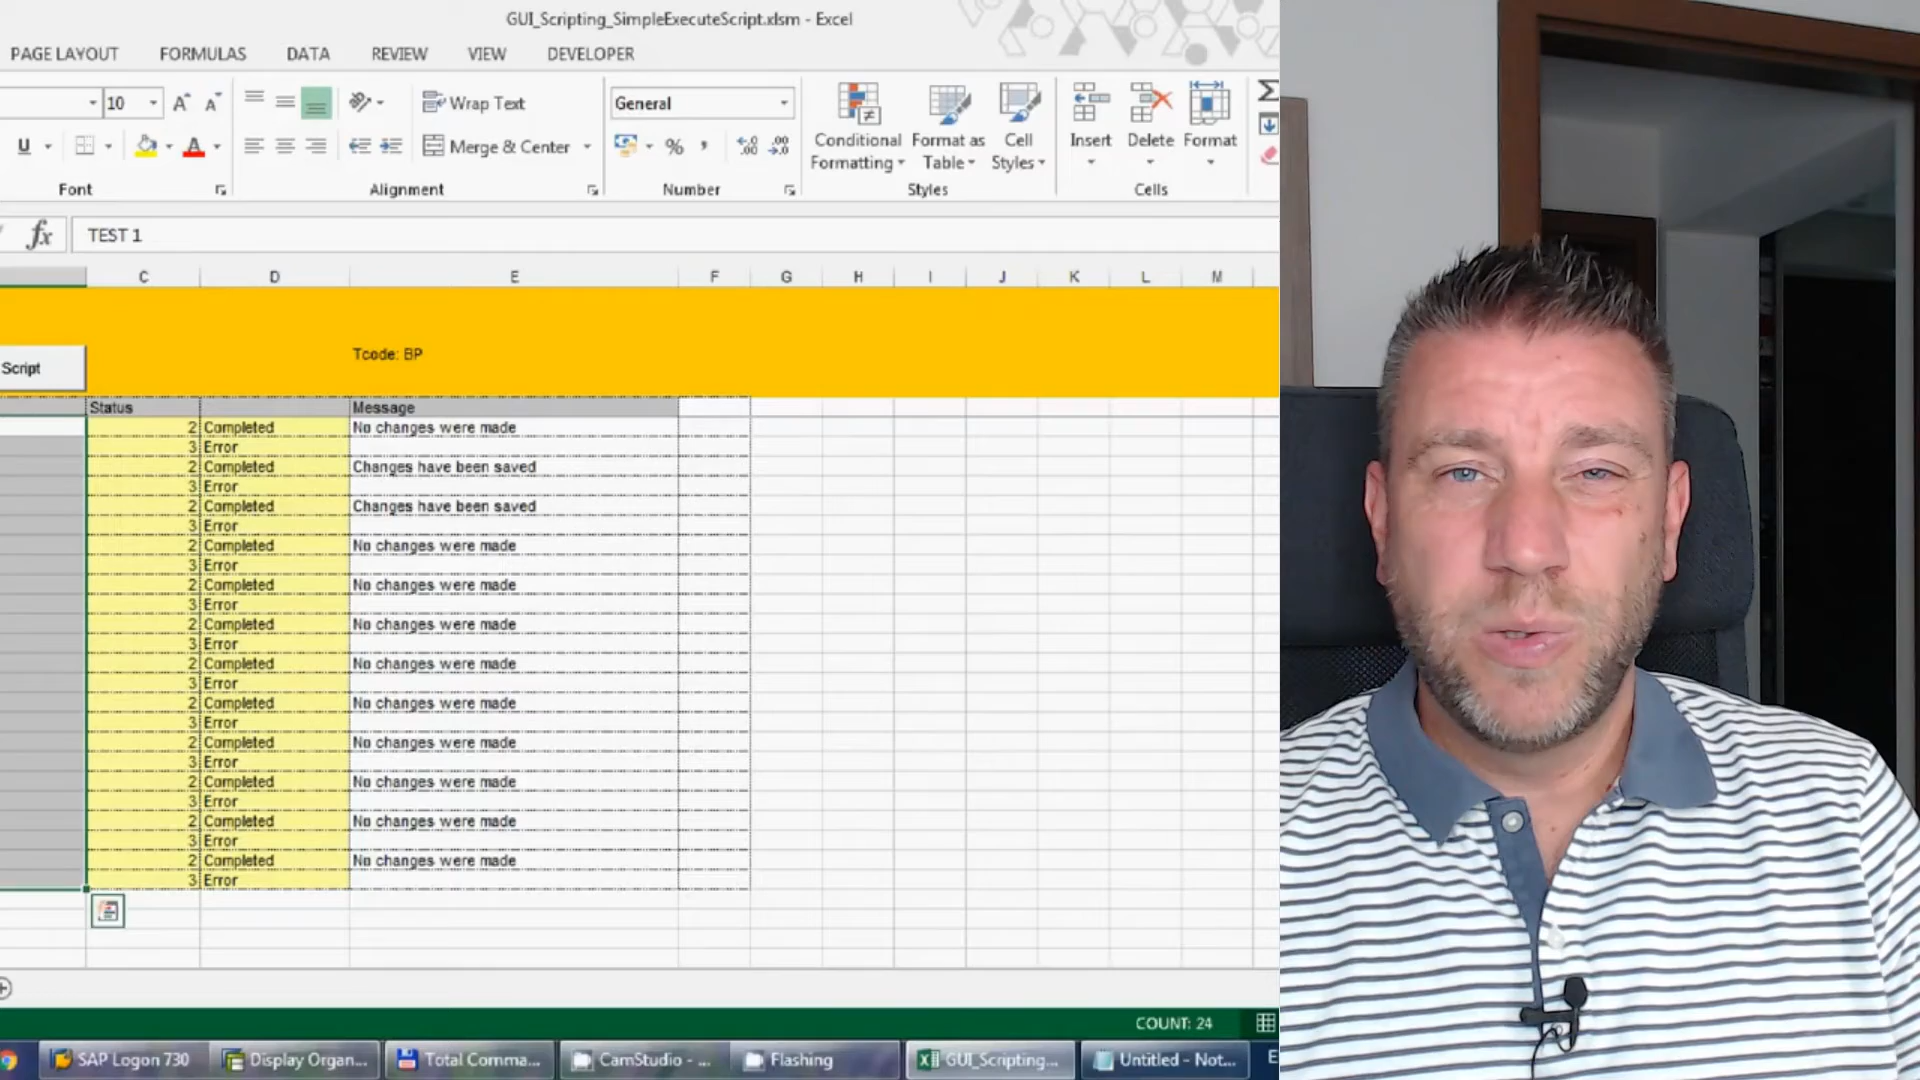 GUI_Scripting_SimpleExecuteScript.xlsm - Excel
PAGE LAYOUT FORMULAS DATA REVIEW VIEW DEVELOPER
10 A A Wrap Text General
U A Merge & Center % , .00 .00
Conditional Formatting Format as Table Cell Styles Insert Delete Format
Font Alignment Number Styles Cells
fx TEST 1
C D E F G H I J K L M
Tcode: BP
Script
Status Message
2 Completed No changes were made
3 Error
2 Completed Changes have been saved
3 Error
2 Completed Changes have been saved
3 Error
2 Completed No changes were made
3 Error
2 Completed No changes were made
3 Error
2 Completed No changes were made
3 Error
2 Completed No changes were made
3 Error
2 Completed No changes were made
3 Error
2 Completed No changes were made
3 Error
2 Completed No changes were made
3 Error
2 Completed No changes were made
3 Error
2 Completed No changes were made
3 Error
COUNT: 24
SAP Logon 730 Display Organ... Total Comma... CamStudio - ... Flashing GUI_Scripting... Untitled - Not... E